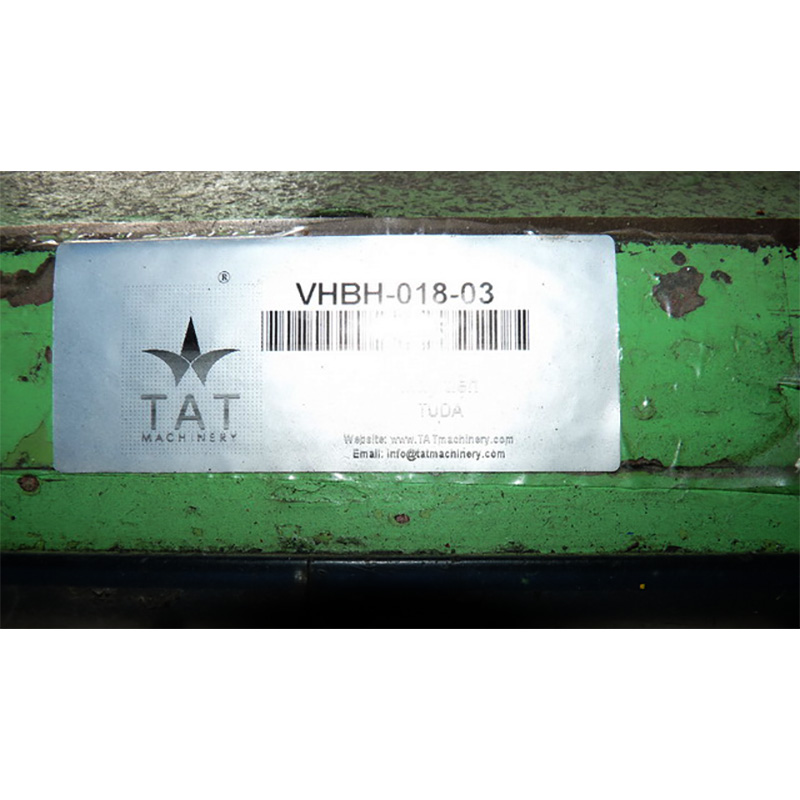 ®
VHBH-018-03
TAT
MACHINERY
TUDA
Website: www.TATmachinery.com
Email: info@tatmachinery.com